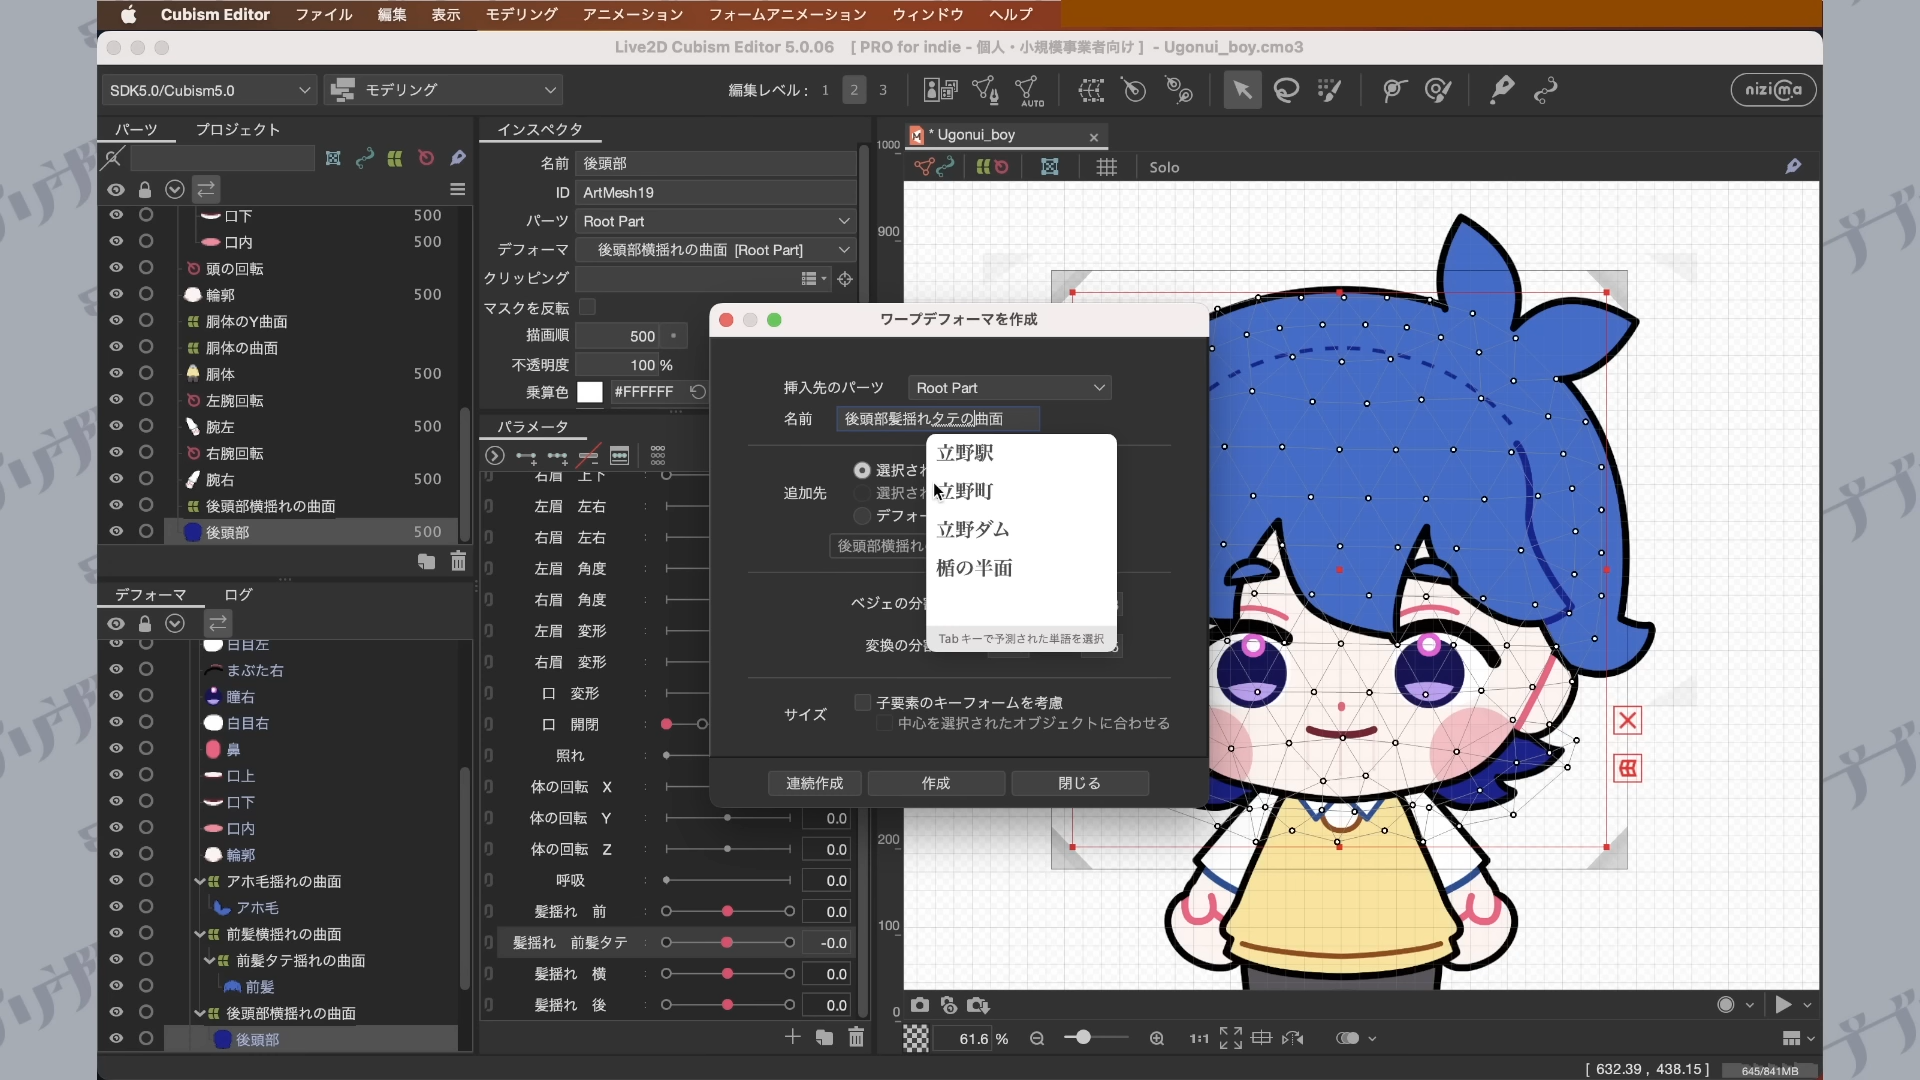 Cubism Editor ファイル 編集 表示 モデリング アニメーション フォームアニメーション ウィンドウ ヘルプ
Live2D Cubism Editor 5.0.06 [ PRO for indie - 個人・小規模事業者向け ] - Ugonui_boy.cmo3
SDK5.0/Cubism5.0 モデリング 編集レベル： 1 2 3 AUTO nizima
パーツ プロジェクト
口下 500
口内 500
頭の回転
輪郭 500
胴体のY曲面
胴体の曲面
胴体 500
左腕回転
腕左 500
右腕回転
腕右 500
後頭部横揺れの曲面
後頭部 500
デフォーマ ログ
白目左
まぶた右
瞳右
白目右
鼻
口上
口下
口内
輪郭
アホ毛揺れの曲面
アホ毛
前髪横揺れの曲面
前髪タテ揺れの曲面
前髪
後頭部横揺れの曲面
後頭部
インスペクタ
名前 後頭部
ID ArtMesh19
パーツ Root Part
デフォーマ 後頭部横揺れの曲面 [Root Part]
クリッピング
マスクを反転
描画順 500
不透明度 100 %
乗算色 #FFFFFF
パラメータ
右眉 上下
左眉 左右
右眉 左右
左眉 角度
右眉 角度
左眉 変形
右眉 変形
口 変形
口 開閉
照れ
体の回転 X
体の回転 Y 0.0
体の回転 Z 0.0
呼吸 0.0
髪揺れ 前 0.0
髪揺れ 前髪タテ -0.0
髪揺れ 横 0.0
髪揺れ 後 0.0
* Ugonui_boy
Solo
1000
900
200
100
0
ワープデフォーマを作成
挿入先のパーツ Root Part
名前 後頭部髪揺れタテの曲面
追加先
選択され
選択され
デフォー
後頭部横揺れ
立野駅
立野町
立野ダム
楯の半面
Tab キーで予測された単語を選択
ベジェの分
変換の分
サイズ
子要素のキーフォームを考慮
中心を選択されたオブジェクトに合わせる
連続作成 作成 閉じる
61.6 % 1:1
[ 632.39 , 438.15 ] 645/841MB